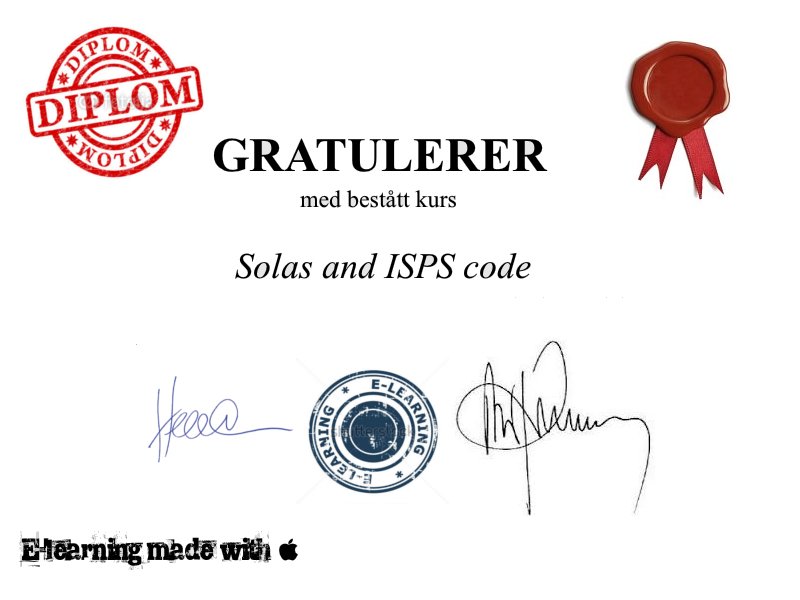 DIPLOM
DIPLOM
DIPLOM
GRATULERER
med bestått kurs
Solas and ISPS code
E-LEARNING
E-LEARNING
E-LEARNING
E-learning made with